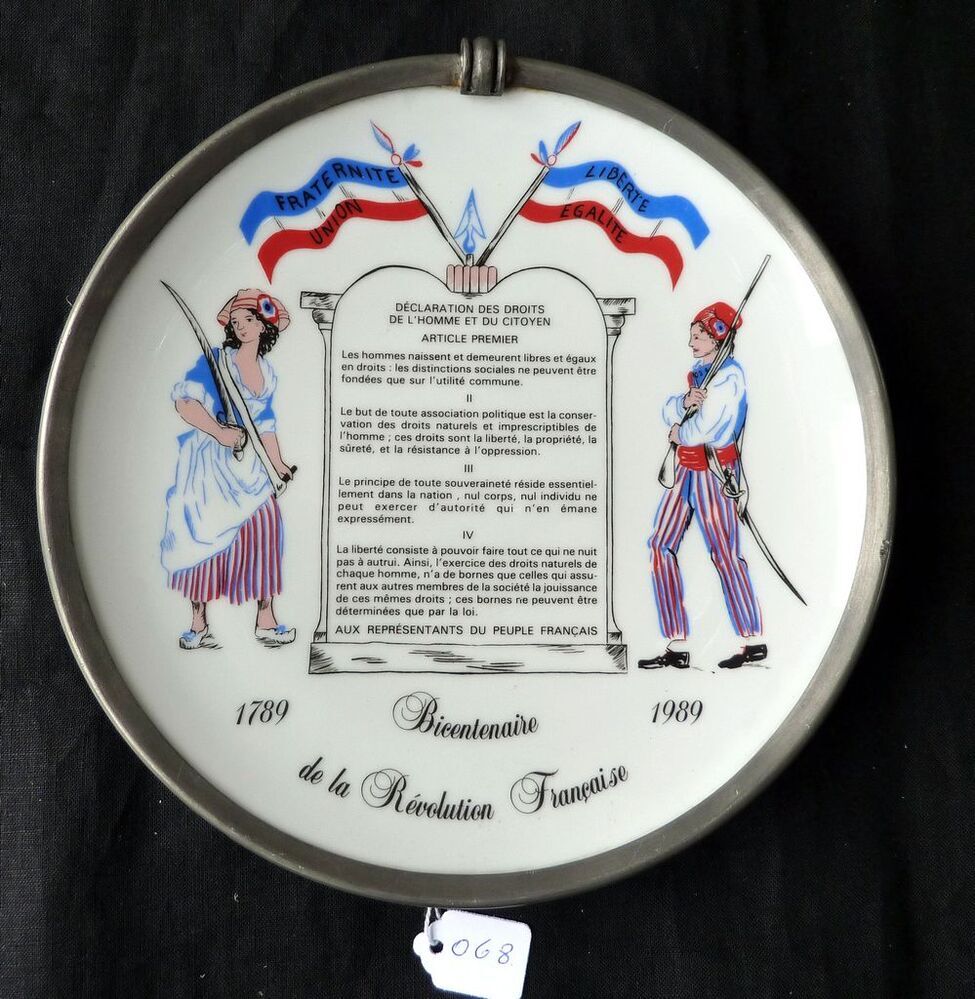 FRATERNITE
UNION
LIBERTE
EGALITE
DÉCLARATION DES DROITS
DE L'HOMME ET DU CITOYEN
ARTICLE PREMIER
Les hommes naissent et demeurent libres et égaux
en droits : les distinctions sociales ne peuvent être
fondées que sur l'utilité commune.
II
Le but de toute association politique est la conser-
vation des droits naturels et imprescriptibles de
l'homme ; ces droits sont la liberté, la propriété, la
sûreté, et la résistance à l'oppression.
III
Le principe de toute souveraineté réside essentiel-
lement dans la nation , nul corps, nul individu ne
peut exercer d'autorité qui n'en émane
expressément.
IV
La liberté consiste à pouvoir faire tout ce qui ne nuit
pas à autrui. Ainsi, l'exercice des droits naturels de
chaque homme, n'a de bornes que celles qui assu-
rent aux autres membres de la société la jouissance
de ces mêmes droits ; ces bornes ne peuvent être
déterminées que par la loi.
AUX REPRÉSENTANTS DU PEUPLE FRANÇAIS
1789 Bicentenaire 1989
de la Révolution Française
068